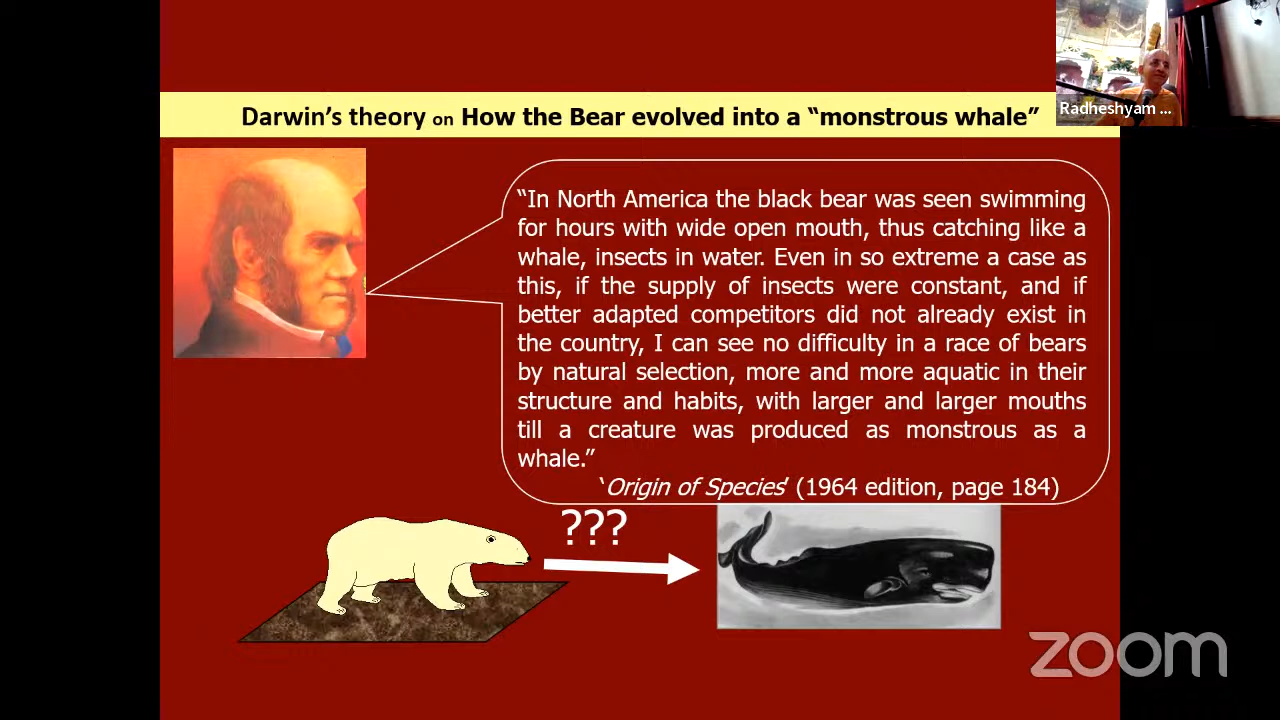 Darwin’s theory on How the Bear evolved into a “monstrous whale”
Radheshyam ...
“In North America the black bear was seen swimming
for hours with wide open mouth, thus catching like a
whale, insects in water. Even in so extreme a case as
this, if the supply of insects were constant, and if
better adapted competitors did not already exist in
the country, I can see no difficulty in a race of bears
by natural selection, more and more aquatic in their
structure and habits, with larger and larger mouths
till a creature was produced as monstrous as a
whale.”
‘Origin of Species’ (1964 edition, page 184)
???
zoom